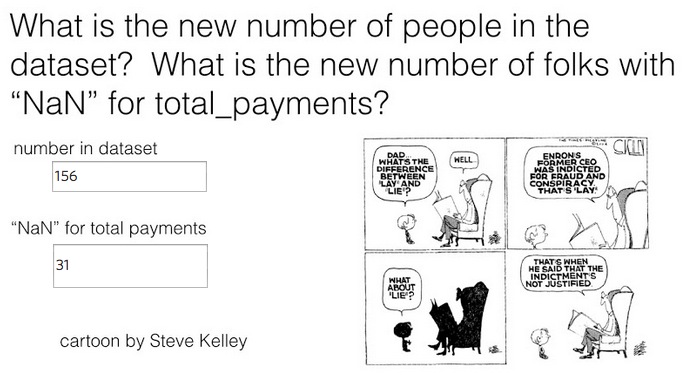 What is the new number of people in the
dataset?  What is the new number of folks with
“NaN” for total_payments?
number in dataset
156
“NaN” for total payments
31
cartoon by Steve Kelley
DAD...
WHAT'S THE
DIFFERENCE
BETWEEN
'LAY' AND
'LIE'?
WELL..
ENRON'S
FORMER CEO
WAS INDICTED
FOR FRAUD AND
CONSPIRACY.
THAT'S 'LAY.'
WHAT
ABOUT
'LIE'?
THAT'S WHEN
HE SAID THAT THE
INDICTMENT'S
NOT JUSTIFIED.